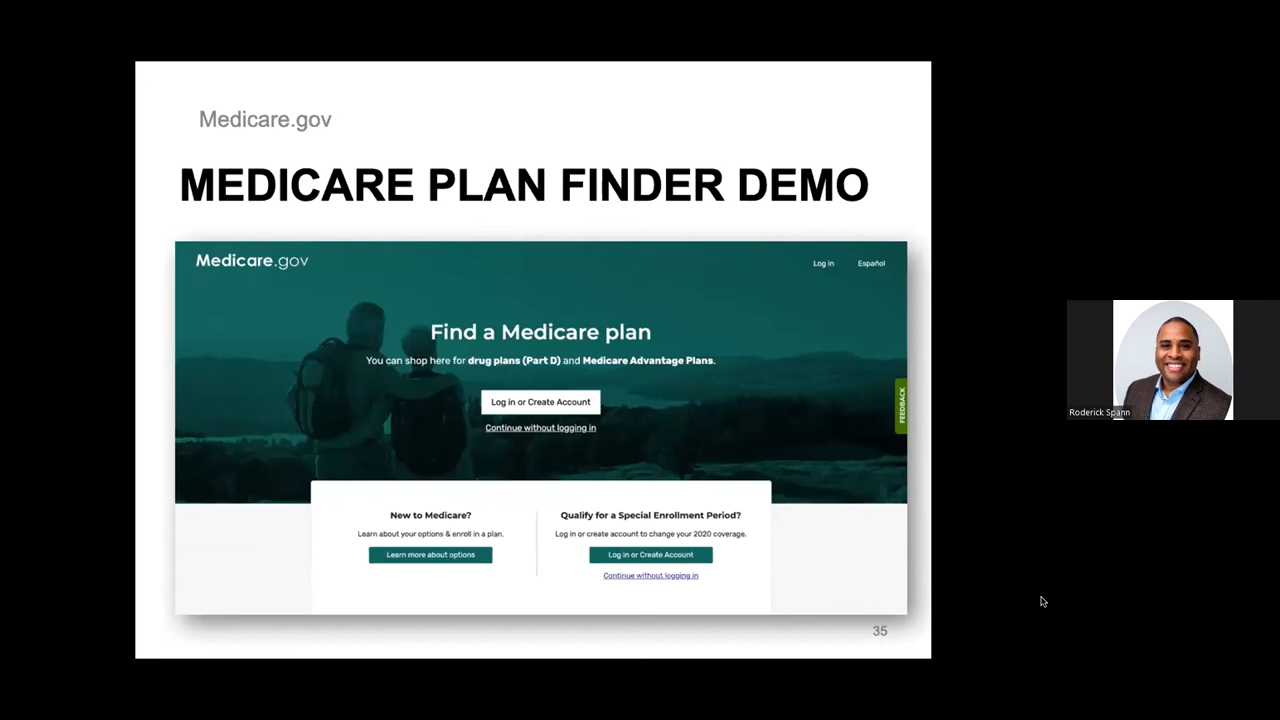 Medicare.gov
MEDICARE PLAN FINDER DEMO
Medicare.gov
Log in
Español
Find a Medicare plan
You can shop here for drug plans (Part D) and Medicare Advantage Plans.
Log in or Create Account
Continue without logging in
FEEDBACK
New to Medicare?
Learn about your options & enroll in a plan.
Learn more about options
Qualify for a Special Enrollment Period?
Log in or create account to change your 2020 coverage.
Log in or Create Account
Continue without logging in
35
Roderick Spann